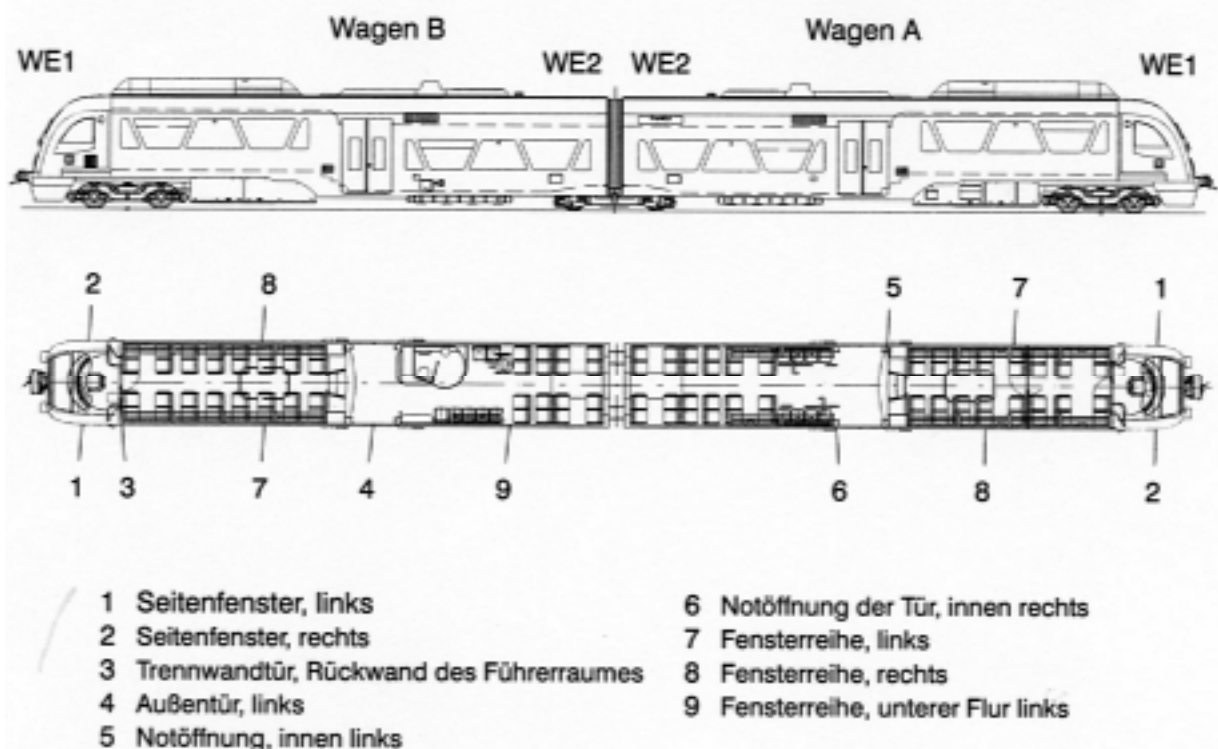 Wagen B
Wagen A
WE1
WE2
WE2
WE1
2
8
5
7
1
1
3
7
4
9
6
8
2
1 Seitenfenster, links
2 Seitenfenster, rechts
3 Trennwandtür, Rückwand des Führerraumes
4 Außentür, links
5 Notöffnung, innen links
6 Notöffnung der Tür, innen rechts
7 Fensterreihe, links
8 Fensterreihe, rechts
9 Fensterreihe, unterer Flur links